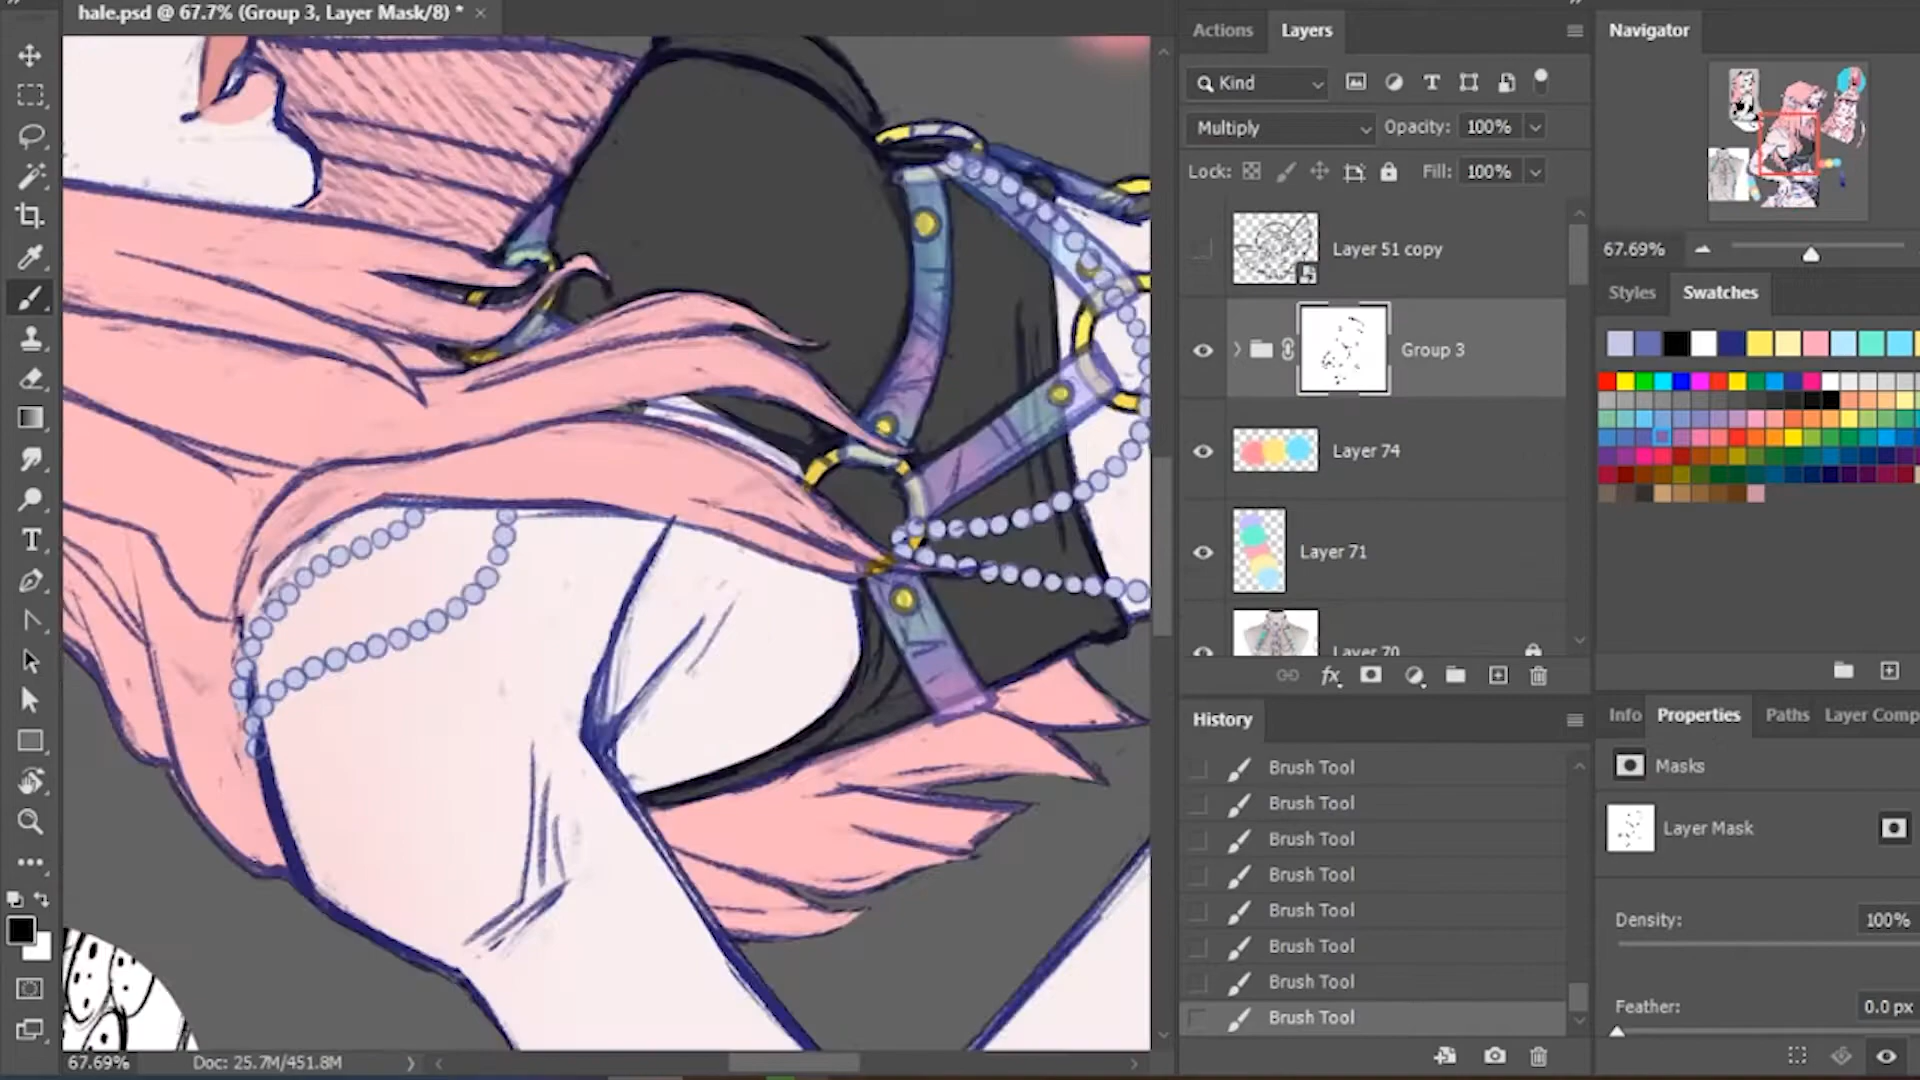 hale.psd @ 67.7% (Group 3, Layer Mask/8) *
Actions Layers
Navigator
Kind
Multiply Opacity: 100%
Lock: Fill: 100%
Layer 51 copy
Group 3
Layer 74
Layer 71
Layer 70
67.69%
Styles Swatches
History
Brush Tool
Brush Tool
Brush Tool
Brush Tool
Brush Tool
Brush Tool
Brush Tool
Brush Tool
Info Properties Paths Layer Comp
Masks
Layer Mask
Density: 100%
Feather: 0.0 px
67.69% Doc: 25.7M/451.8M